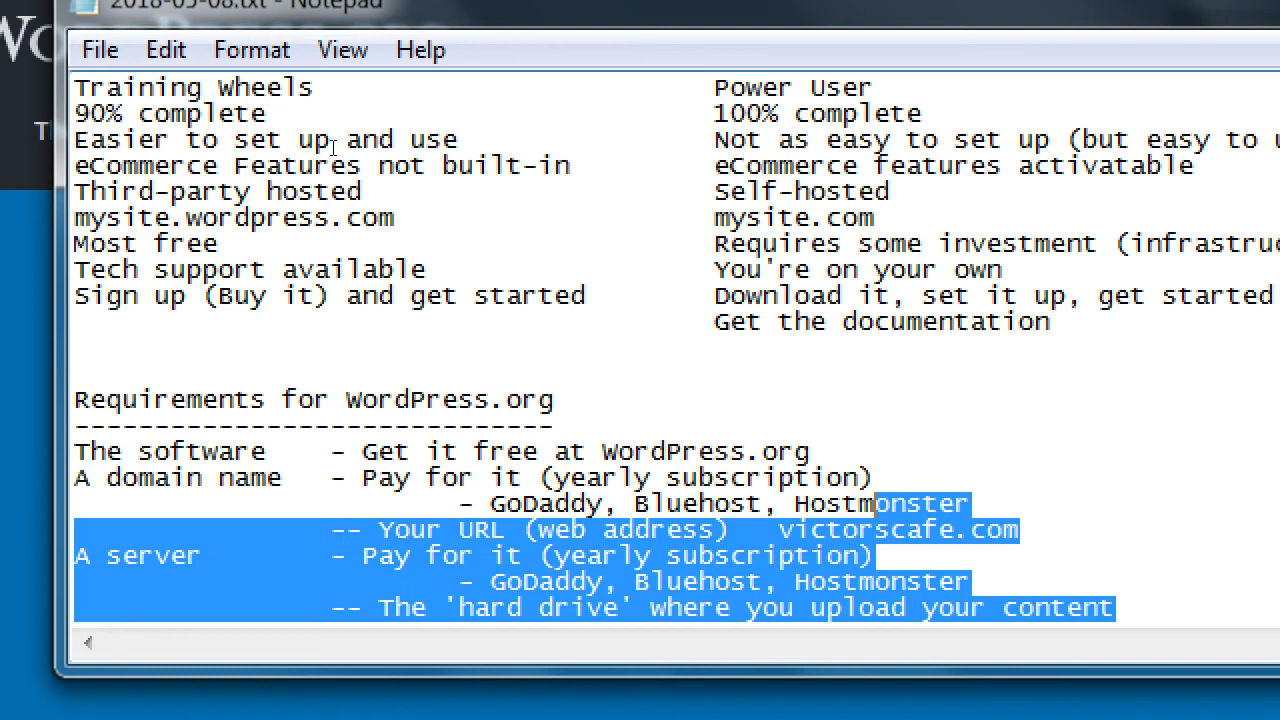 2018-05-08.txt - Notepad
File Edit Format View Help
Training Wheels Power User
90% complete 100% complete
Easier to set up and use Not as easy to set up (but easy to
eCommerce Features not built-in eCommerce features activatable
Third-party hosted Self-hosted
mysite.wordpress.com mysite.com
Most free Requires some investment
Tech support available You're on your own
Sign up (Buy it) and get started Download it, set it up, get started
Get the documentation
Requirements for WordPress.org
------------------------------
The software - Get it free at WordPress.org
A domain name - Pay for it (yearly subscription)
- GoDaddy, Bluehost, Hostmonster
-- Your URL (web address) victorscafe.com
A server - Pay for it (yearly subscription)
- GoDaddy, Bluehost, Hostmonster
-- The 'hard drive' where you upload your content